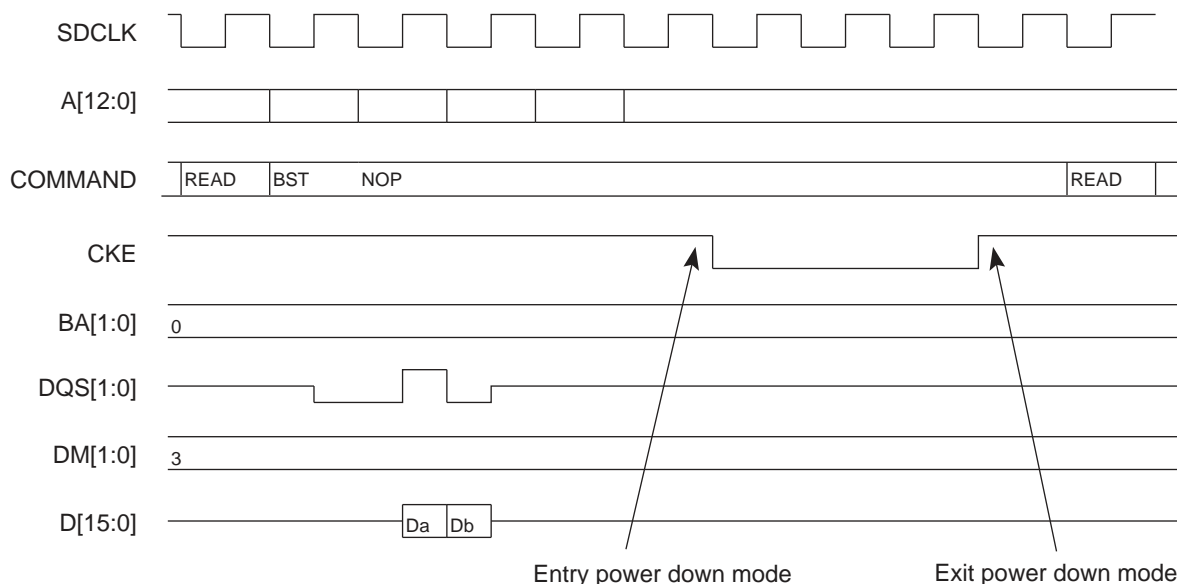 SDCLK
A[12:0]
COMMAND READ BST NOP READ
CKE
BA[1:0] 0
DQS[1:0]
DM[1:0] 3
D[15:0] Da Db
Entry power down mode Exit power down mode